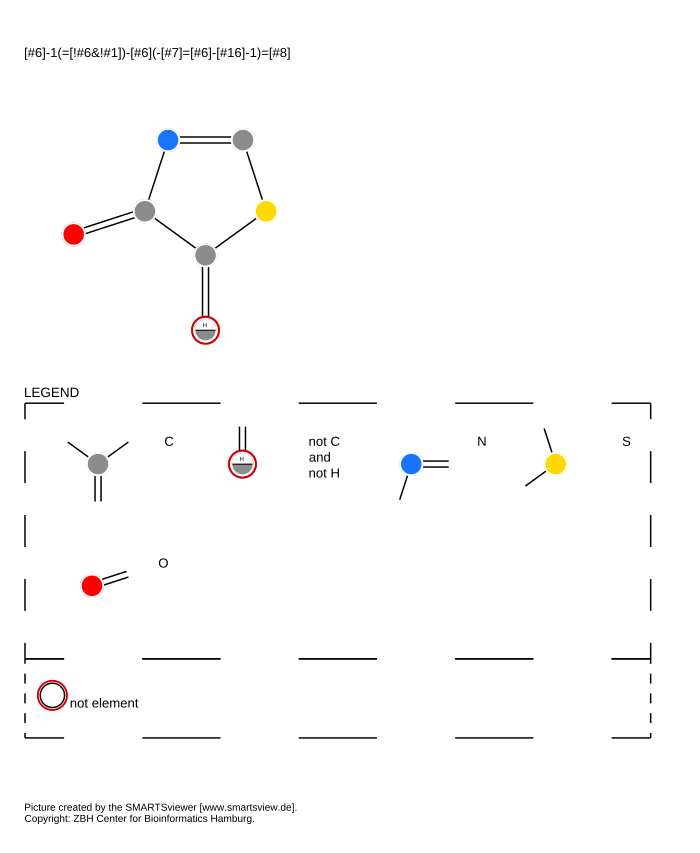 [#6]-1(=[!#6&!#1])-[#6](-[#7]=[#6]-[#16]-1)=[#8]
H
LEGEND
C
H
not C
and
not H
N
S
O
not element
Picture created by the SMARTSviewer [www.smartsview.de].
Copyright: ZBH Center for Bioinformatics Hamburg.